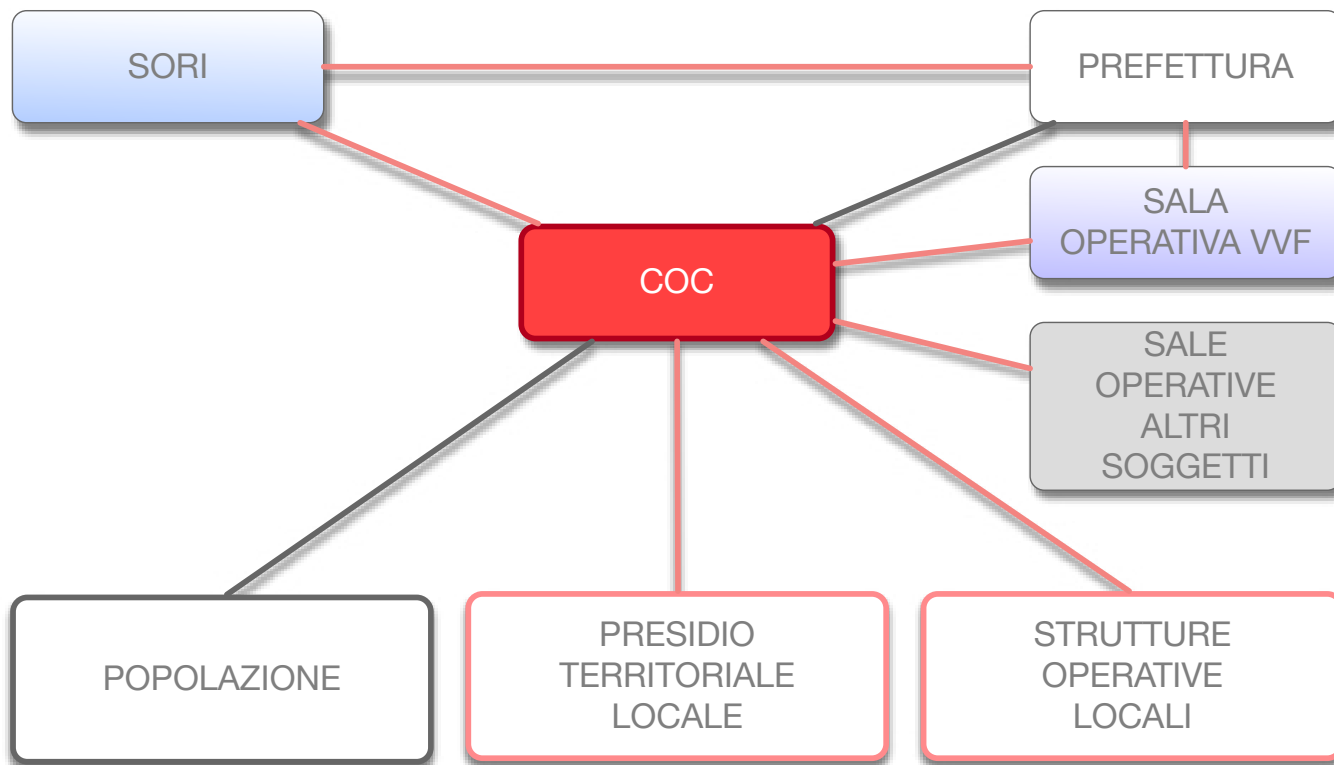 SORI
PREFETTURA
SALA
OPERATIVA VVF
COC
SALE
OPERATIVE
ALTRI
SOGGETTI
POPOLAZIONE
PRESIDIO
TERRITORIALE
LOCALE
STRUTTURE
OPERATIVE
LOCALI